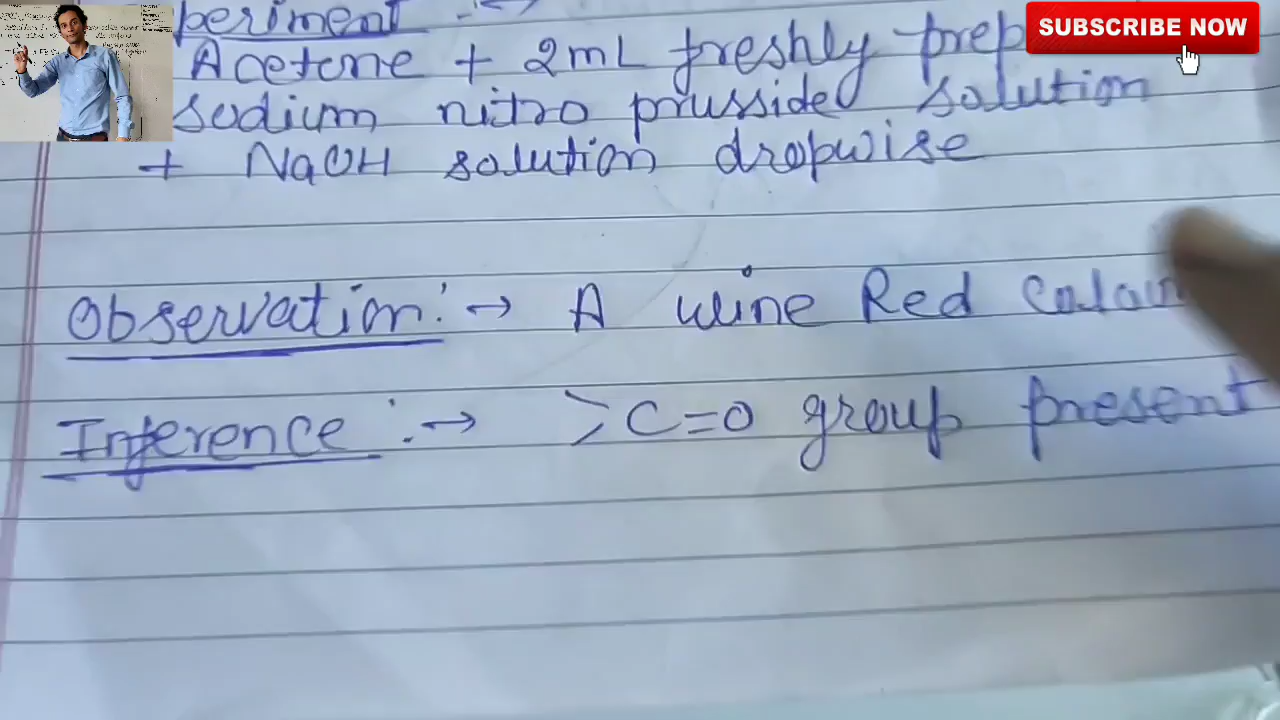 periment :→
SUBSCRIBE NOW
Acetone + 2mL freshly prep
sodium nitro prusside solution
+ NaOH solution dropwise
Observation :→ A wine Red colour
Inference :→ >C=O group present